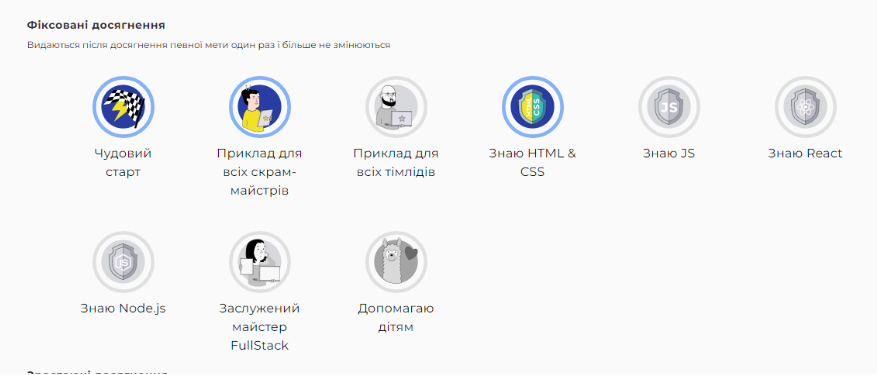 Фіксовані досягнення
Видаються після досягнення певної мети один раз і більше не змінюються
HTML CSS
JS
Чудовий старт
Приклад для всіх скрам-майстрів
Приклад для всіх тімлідів
Знаю HTML & CSS
Знаю JS
Знаю React
JS
Знаю Node.js
Заслужений майстер FullStack
Допомагаю дітям